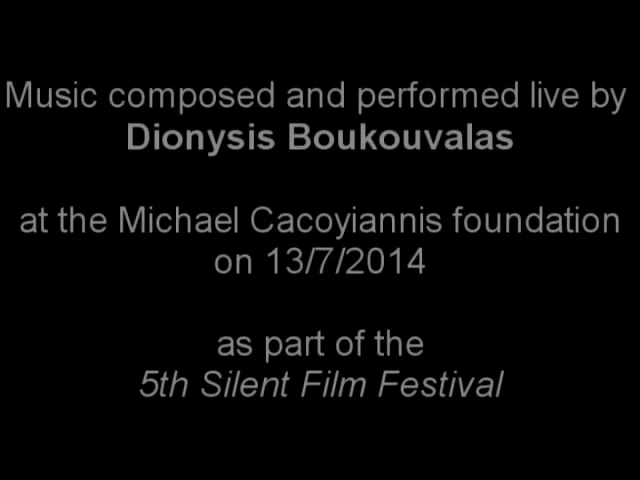 Music composed and performed live by
Dionysis Boukouvalas
at the Michael Cacoyiannis foundation
on 13/7/2014
as part of the
5th Silent Film Festival